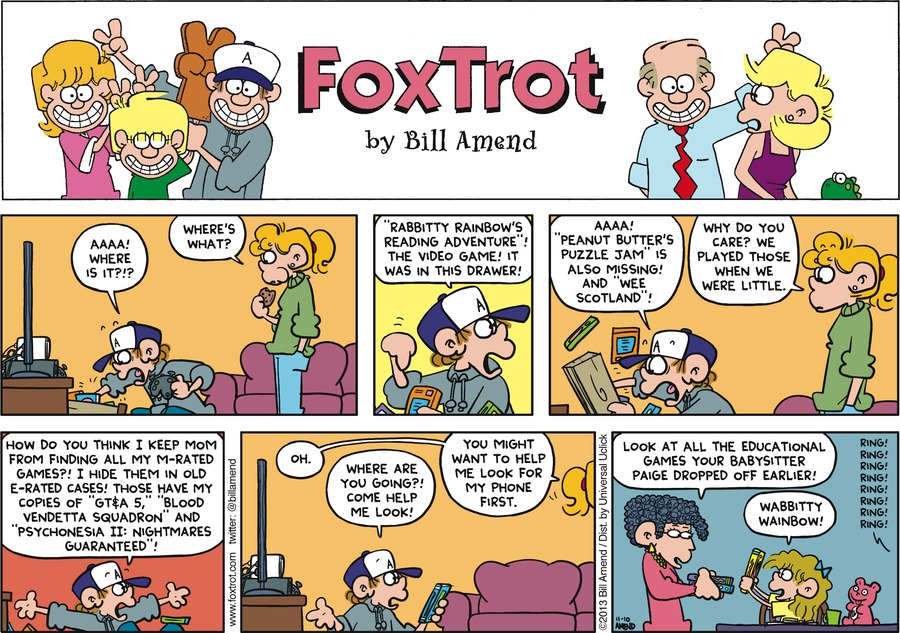 FOXTROT
by Bill Amend
AAAA!
WHERE
IS IT?!?
WHERE'S
WHAT?
"RABBITTY RAINBOW'S
READING ADVENTURE"!
THE VIDEO GAME! IT
WAS IN THIS DRAWER!
AAAA!
"PEANUT BUTTER'S
PUZZLE JAM" IS
ALSO MISSING!
AND "WEE
SCOTLAND"!
WHY DO YOU
CARE? WE
PLAYED THOSE
WHEN WE
WERE LITTLE.
HOW DO YOU THINK I KEEP MOM
FROM FINDING ALL MY M-RATED
GAMES?! I HIDE THEM IN OLD
E-RATED CASES! THOSE HAVE MY
COPIES OF "GT$A 5," "BLOOD
VENDETTA SQUADRON" AND
"PSYCHONESIA II: NIGHTMARES
GUARANTEED"!
www.foxtrot.com twitter: @billamend
OH.
WHERE ARE
YOU GOING?!
COME HELP
ME LOOK!
YOU MIGHT
WANT TO HELP
ME LOOK FOR
MY PHONE
FIRST.
©2013 Bill Amend / Dist. by Universal Uclick
LOOK AT ALL THE EDUCATIONAL
GAMES YOUR BABYSITTER
PAIGE DROPPED OFF EARLIER!
WABBITTY
WAINBOW!
RING!
RING!
RING!
RING!
RING!
RING!
RING!
RING!
11-10
AMEND
A
A
A
A
A
A